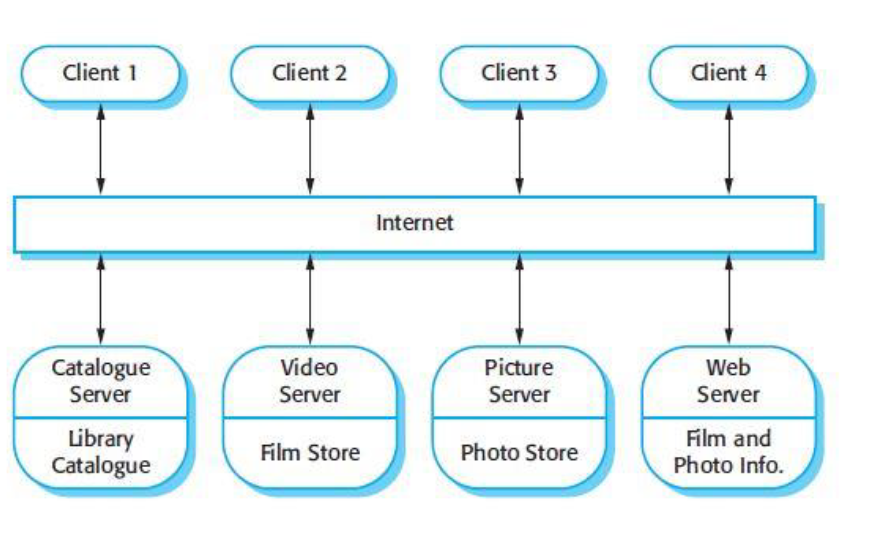 Client 1
Client 2
Client 3
Client 4
Internet
Catalogue
Server
Library
Catalogue
Video
Server
Film Store
Picture
Server
Photo Store
Web
Server
Film and
Photo Info.